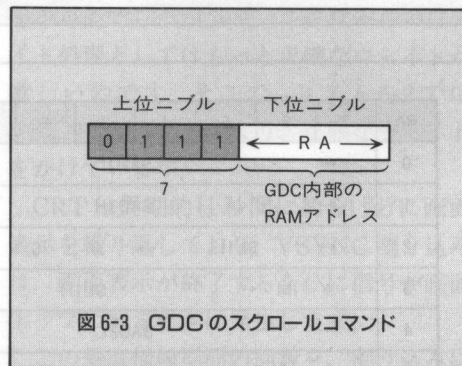 上位ニブル 下位ニブル
0 1 1 1 ← R A →
7 GDC内部の
RAMアドレス
図6-3 GDCのスクロールコマンド